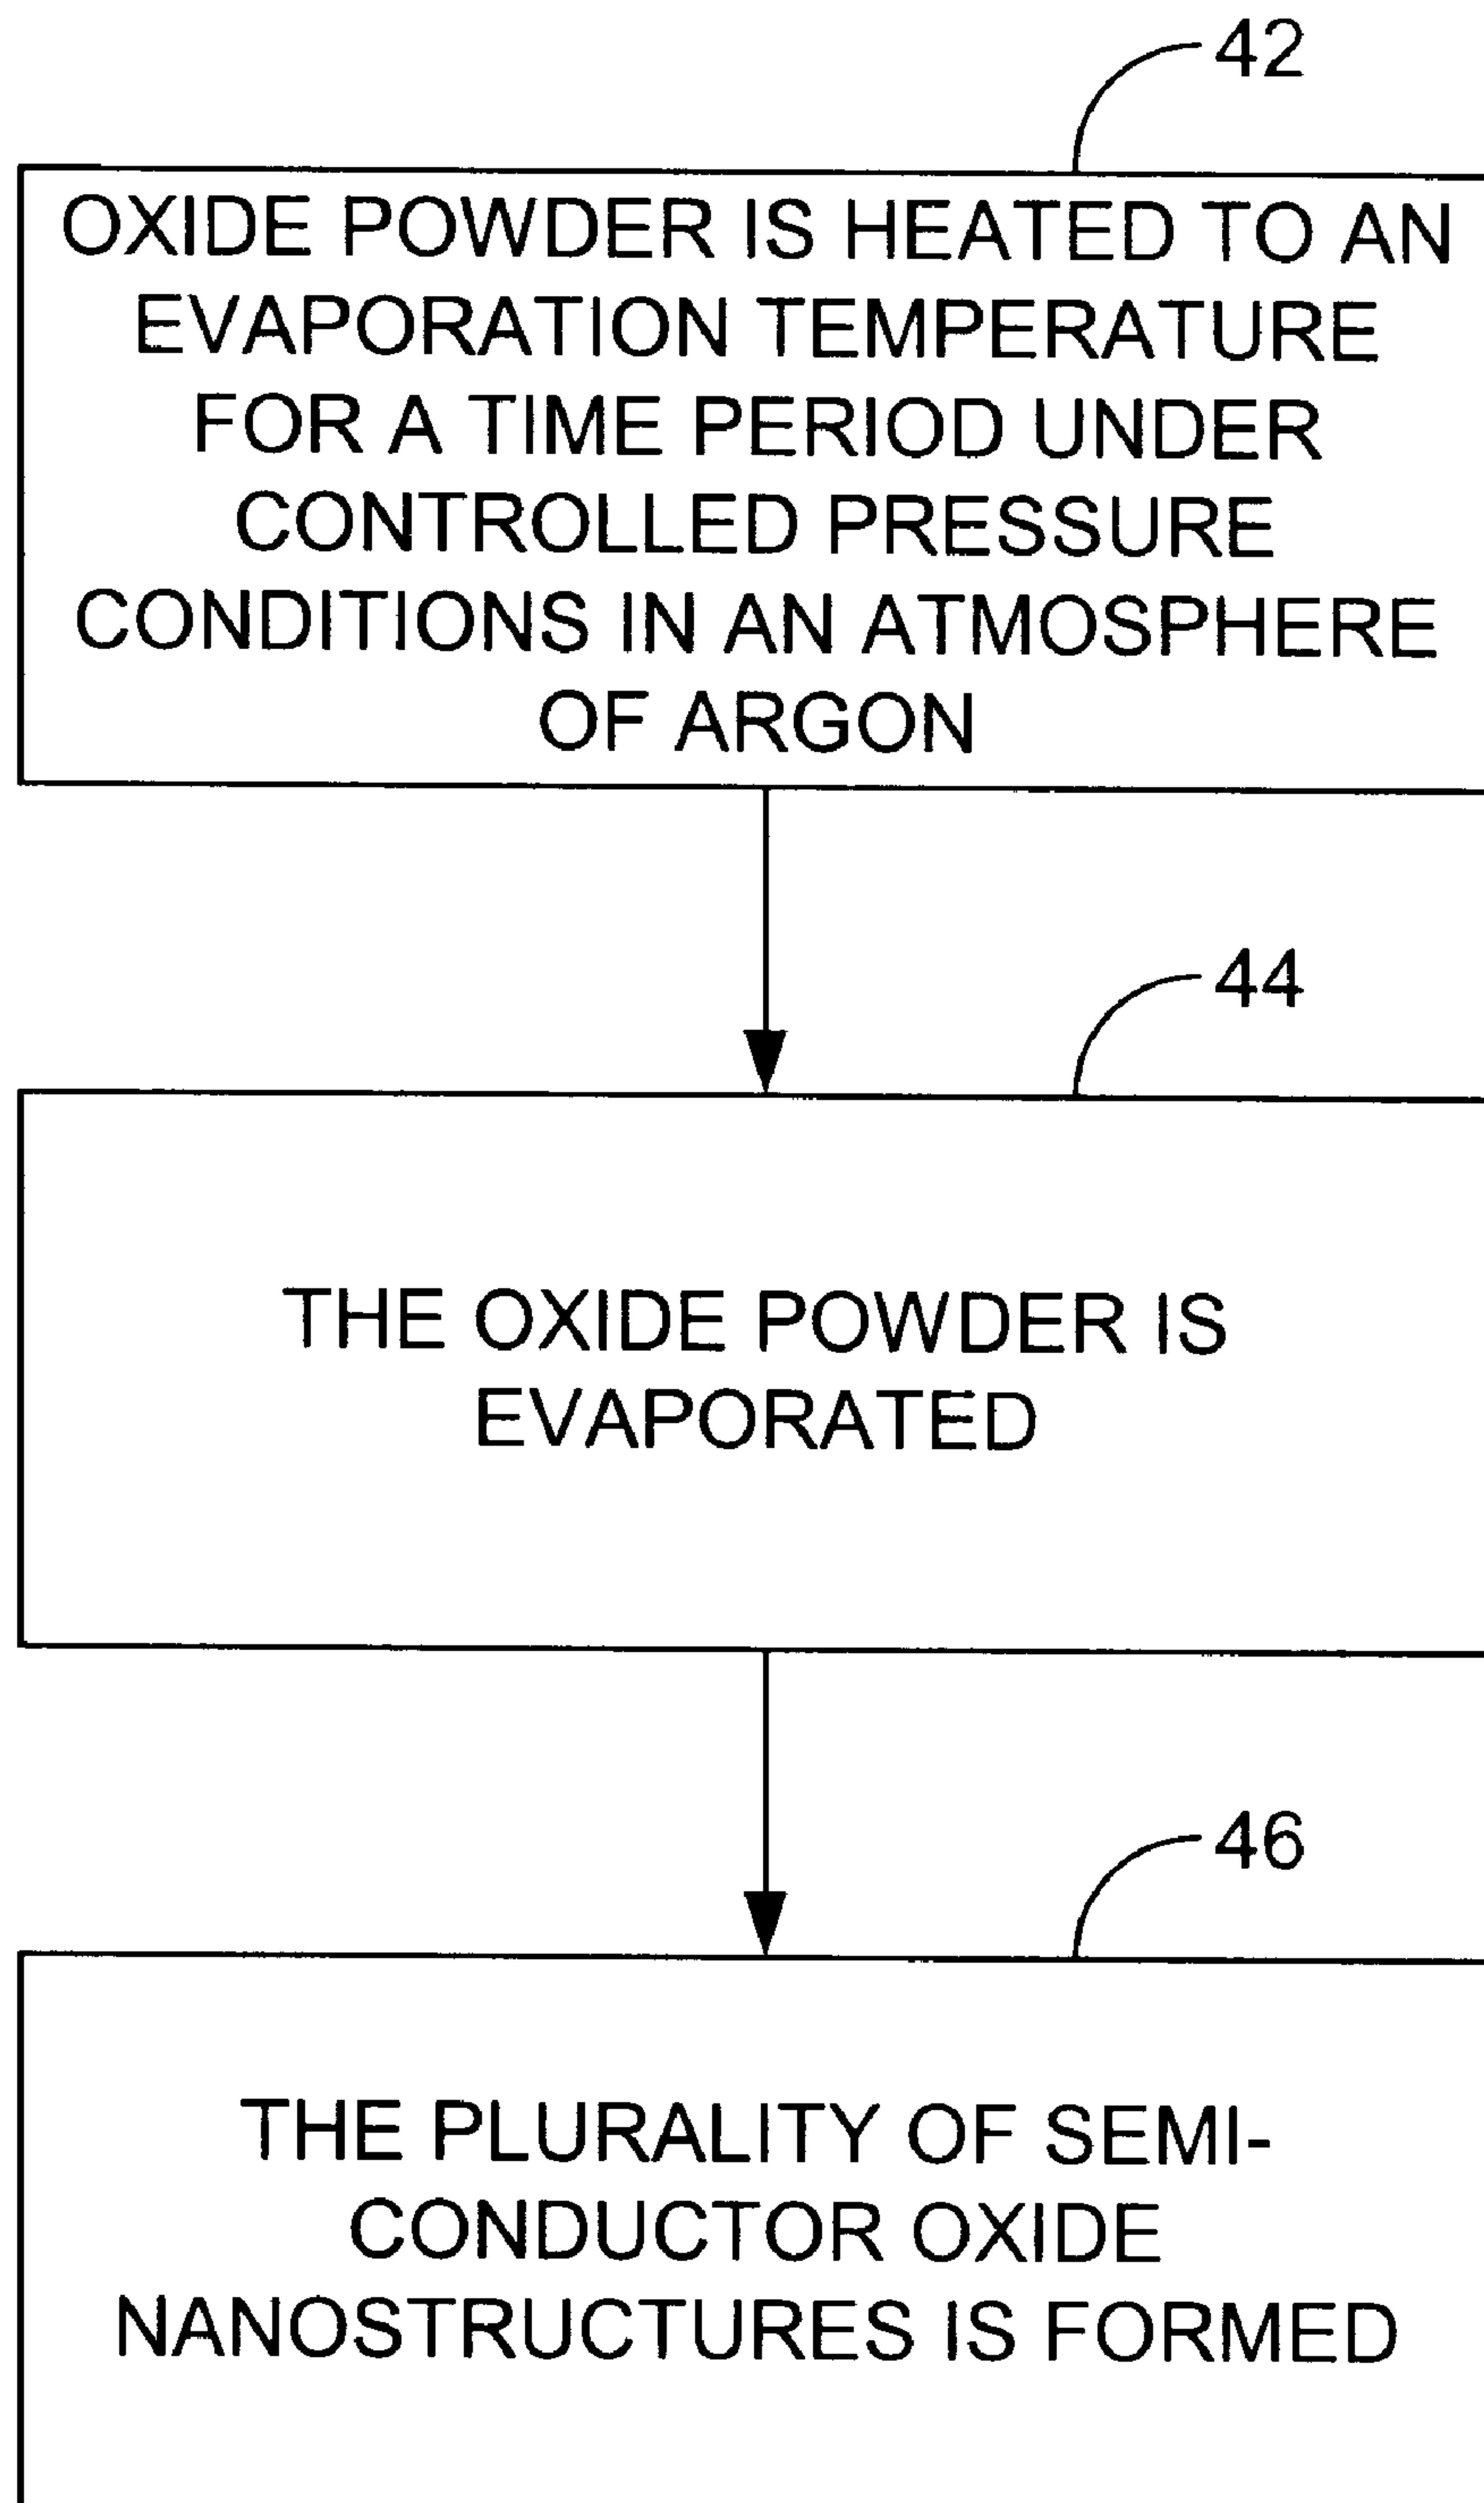 42
OXIDE POWDER IS HEATED TO AN
EVAPORATION TEMPERATURE
FOR A TIME PERIOD UNDER
CONTROLLED PRESSURE
CONDITIONS IN AN ATMOSPHERE
OF ARGON
44
THE OXIDE POWDER IS
EVAPORATED
46
THE PLURALITY OF SEMI-
CONDUCTOR OXIDE
NANOSTRUCTURES IS FORMED